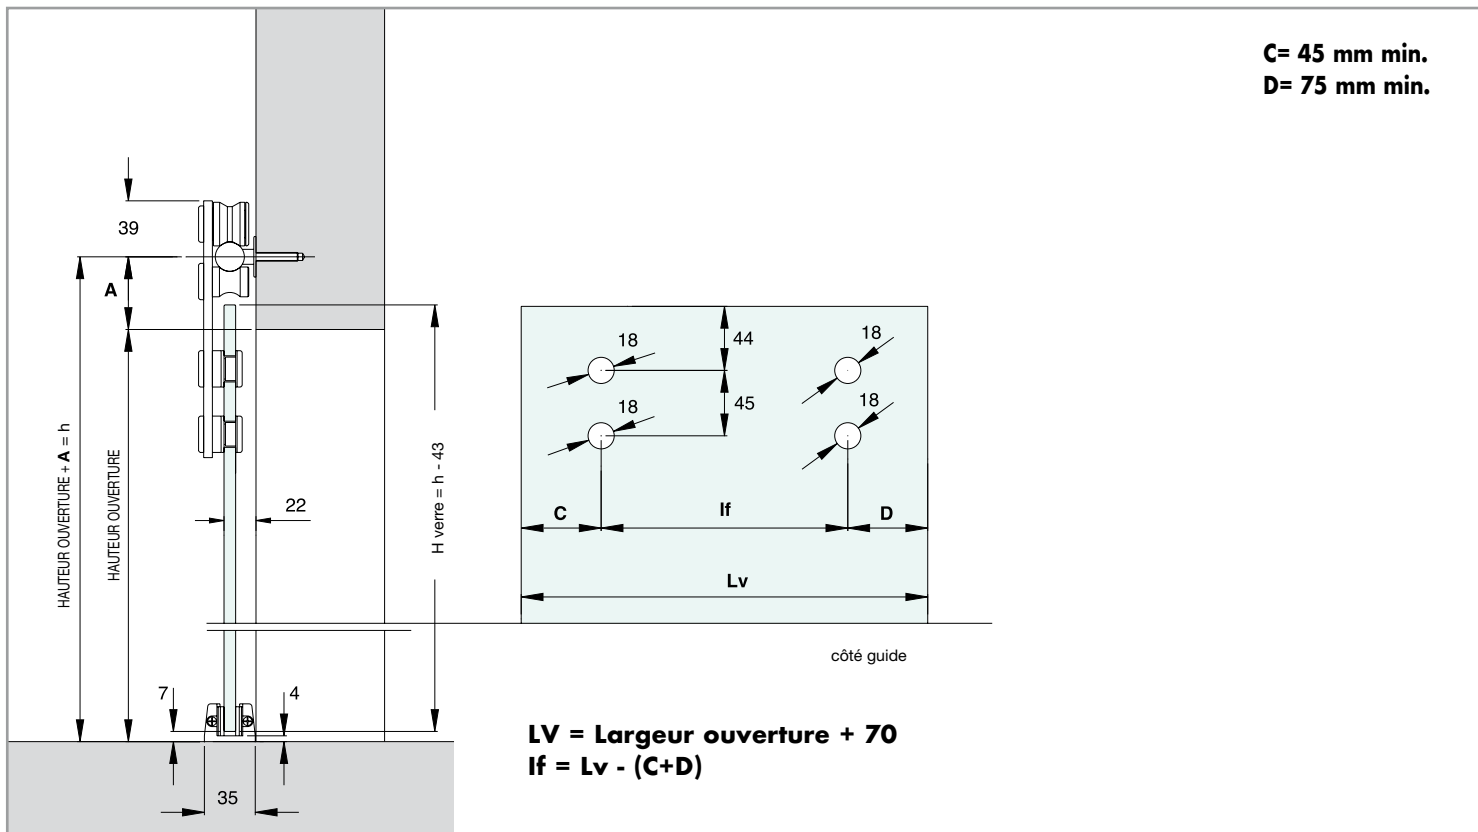 C= 45 mm min.
D= 75 mm min.
39
A
HAUTEUR OUVERTURE + A = h
HAUTEUR OUVERTURE
22
H verre = h - 43
7
4
35
18
44
18
18
45
18
C
If
D
Lv
côté guide
LV = Largeur ouverture + 70
If = Lv - (C+D)